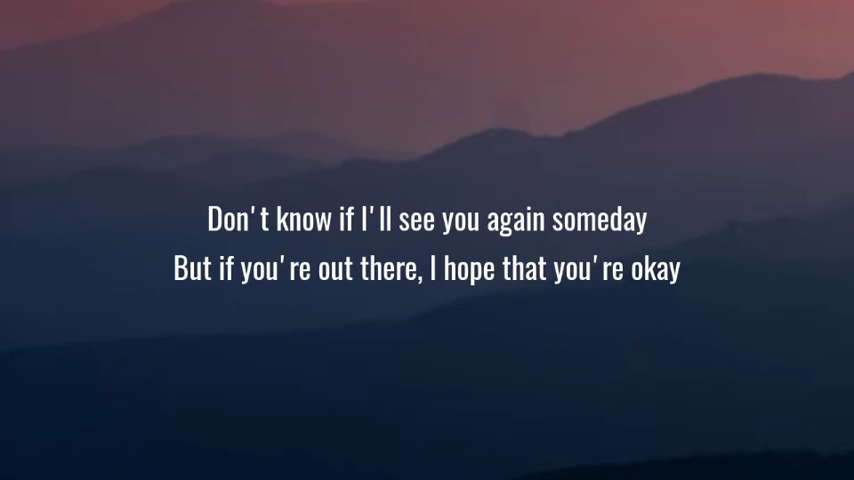 Don't know if I'll see you again someday
But if you're out there, I hope that you're okay